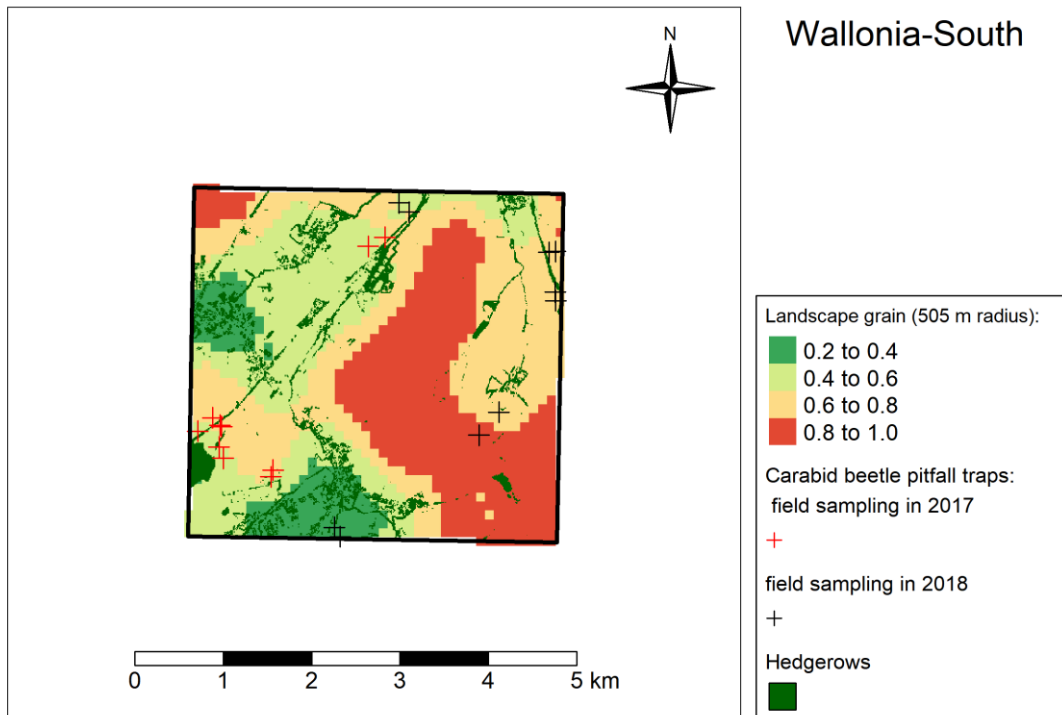 Wallonia-South
N
Landscape grain (505 m radius):
0.2 to 0.4
0.4 to 0.6
0.6 to 0.8
0.8 to 1.0
Carabid beetle pitfall traps:
field sampling in 2017
field sampling in 2018
Hedgerows
0 1 2 3 4 5 km